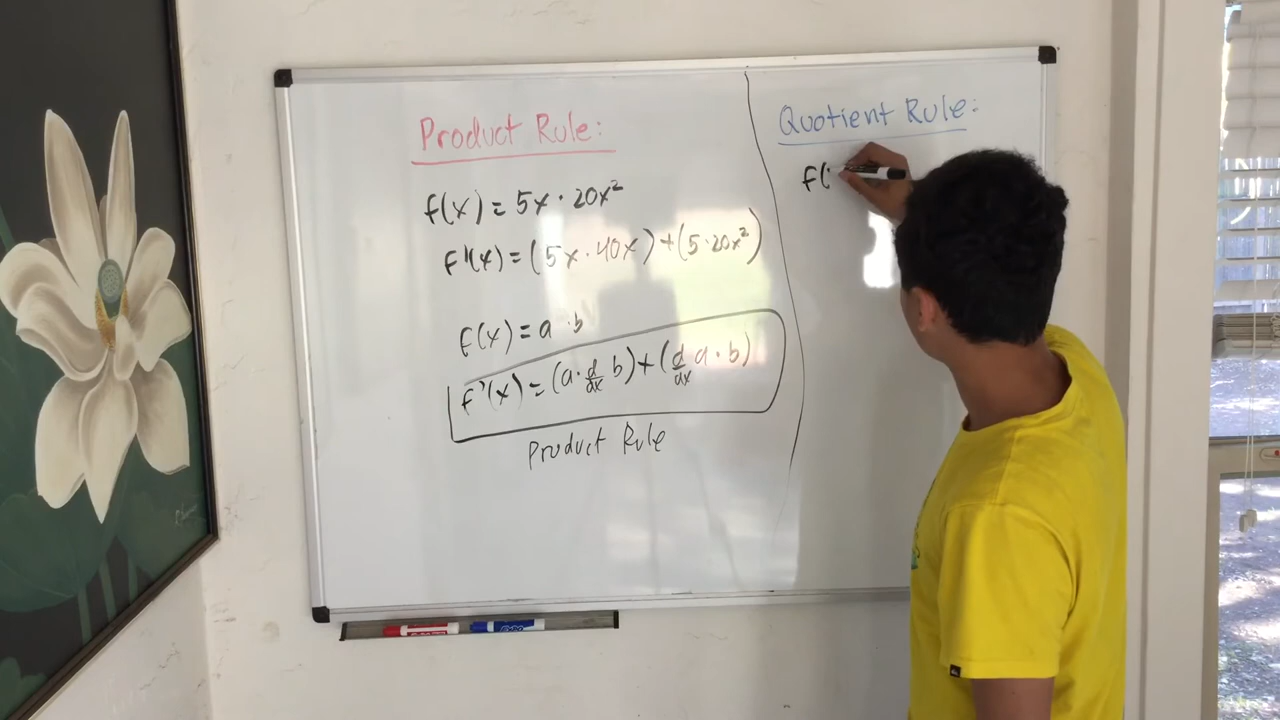 Product Rule:
f(x) = 5x · 20x²
f'(x) = (5x · 40x) + (5 · 20x²)
f(x) = a · b
f'(x) = (a · d/dx b) + (d/dx a · b)
Product Rule
Quotient Rule:
f(